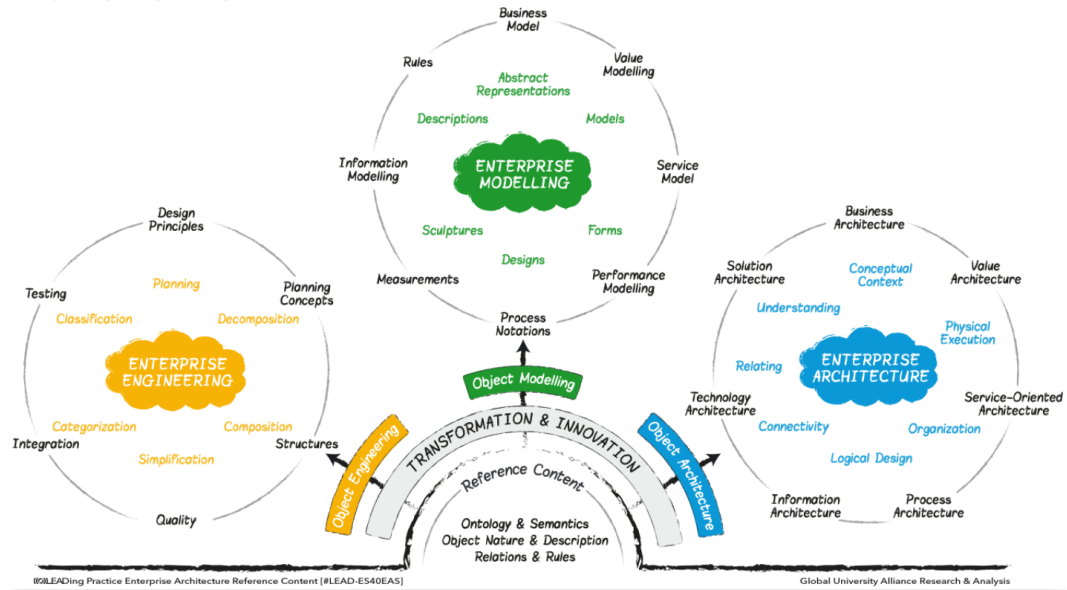 Business
Model
Value
Modelling
Service
Model
Performance
Modelling
Process
Notations
Measurements
Information
Modelling
Rules
Abstract
Representations
Models
Forms
Designs
Sculptures
Descriptions
ENTERPRISE
MODELLING
Design
Principles
Planning
Concepts
Structures
Quality
Integration
Testing
Planning
Decomposition
Composition
Simplification
Categorization
Classification
ENTERPRISE
ENGINEERING
Business
Architecture
Value
Architecture
Service-Oriented
Architecture
Process
Architecture
Information
Architecture
Technology
Architecture
Solution
Architecture
Conceptual
Context
Physical
Execution
Organization
Logical Design
Connectivity
Relating
Understanding
ENTERPRISE
ARCHITECTURE
Object Engineering
Object Modelling
Object Architecture
TRANSFORMATION & INNOVATION
Reference Content
Ontology & Semantics
Object Nature & Description
Relations & Rules
LEADing Practice Enterprise Architecture Reference Content [#LEAD-ES40EAS]
Global University Alliance Research & Analysis